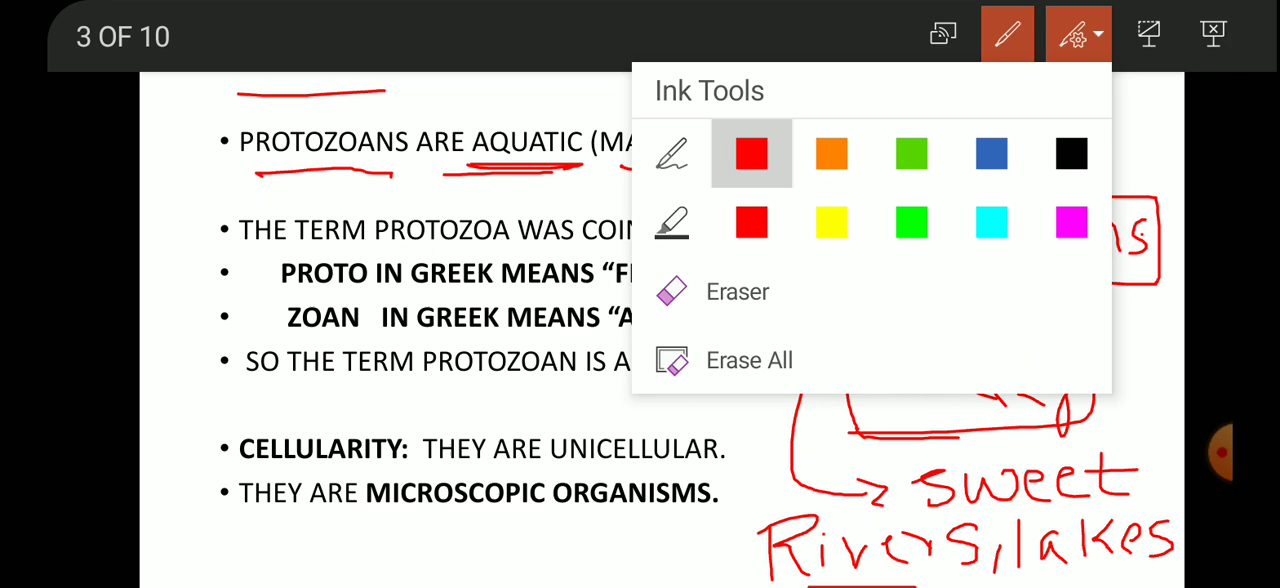 3 OF 10
Ink Tools
• PROTOZOANS ARE AQUATIC (MA
• THE TERM PROTOZOA WAS COIN
• PROTO IN GREEK MEANS “FI
Eraser
• ZOAN IN GREEK MEANS “A
• SO THE TERM PROTOZOAN IS A
Erase All
• CELLULARITY: THEY ARE UNICELLULAR.
• THEY ARE MICROSCOPIC ORGANISMS.
sweet
Rivers, lakes